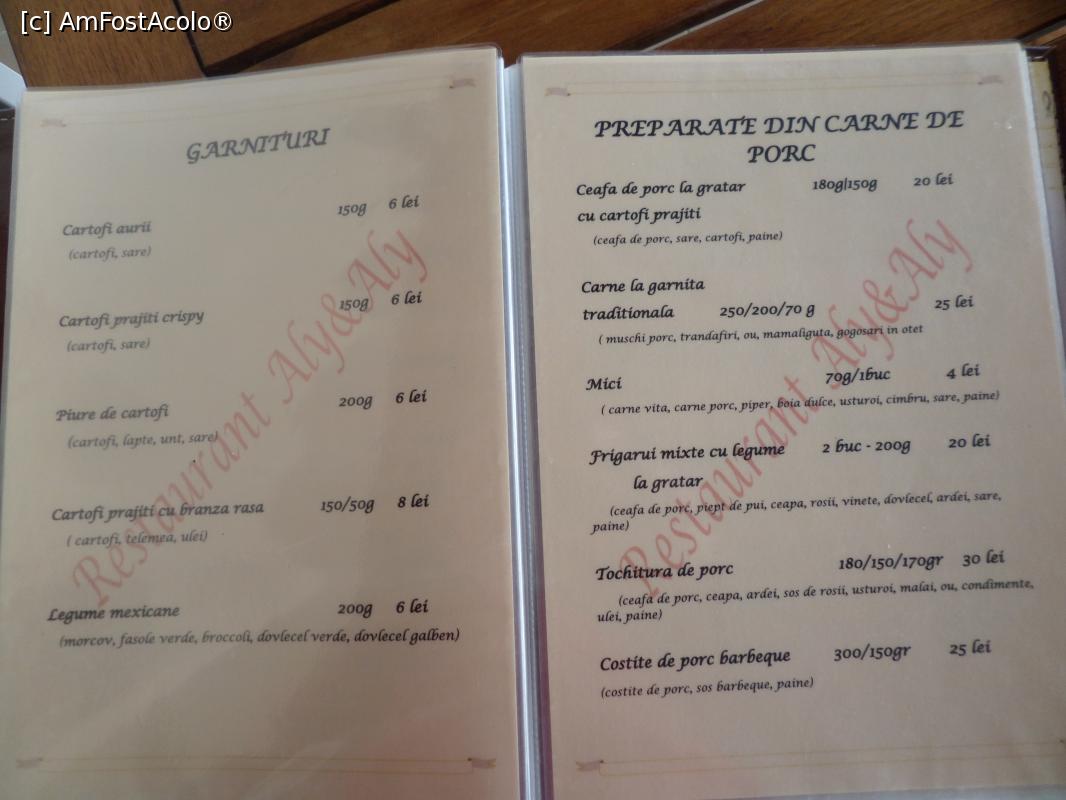 [c] AmFostAcolo®
GARNITURI
Cartofi aurii 150g 6 lei
(cartofi, sare)
Cartofi prajiti crispy 150g 6 lei
(cartofi, sare)
Piure de cartofi 200g 6 lei
(cartofi, lapte, unt, sare)
Cartofi prajiti cu branza rasa 150/50g 8 lei
( cartofi, telemea, ulei)
Legume mexicane 200g 6 lei
(morcov, fasole verde, broccoli, dovlecel verde, dovlecel galben)
Restaurant Aly&Aly
PREPARATE DIN CARNE DE
PORC
Ceafa de porc la gratar 180g|150g 20 lei
cu cartofi prajiti
(ceafa de porc, sare, cartofi, paine)
Carne la garnita
traditionala 250/200/70 g 25 lei
( muschi porc, trandafiri, ou, mamaliguta, gogosari in otet
Mici 70g/1buc 4 lei
( carne vita, carne porc, piper, boia dulce, usturoi, cimbru, sare, paine)
Frigarui mixte cu legume 2 buc - 200g 20 lei
la gratar
(ceafa de porc, piept de pui, ceapa, rosii, vinete, dovlecel, ardei, sare,
paine)
Tochitura de porc 180/150/170gr 30 lei
(ceafa de porc, ceapa, ardei, sos de rosii, usturoi, malai, ou, condimente,
ulei, paine)
Costite de porc barbeque 300/150gr 25 lei
(costite de porc, sos barbeque, paine)
Restaurant Aly&Aly